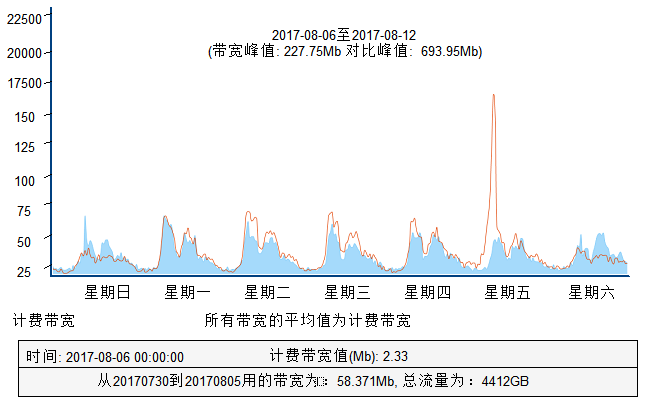 2017-08-06至2017-08-12
(带宽峰值: 227.75Mb 对比峰值: 693.95Mb)
22500
20000
17500
150
125
100
75
50
25
星期日 星期一 星期二 星期三 星期四 星期五 星期六
计费带宽 所有带宽的平均值为计费带宽
时间: 2017-08-06 00:00:00 计费带宽值(Mb): 2.33
从20170730到20170805用的带宽为: 58.371Mb, 总流量为: 4412GB